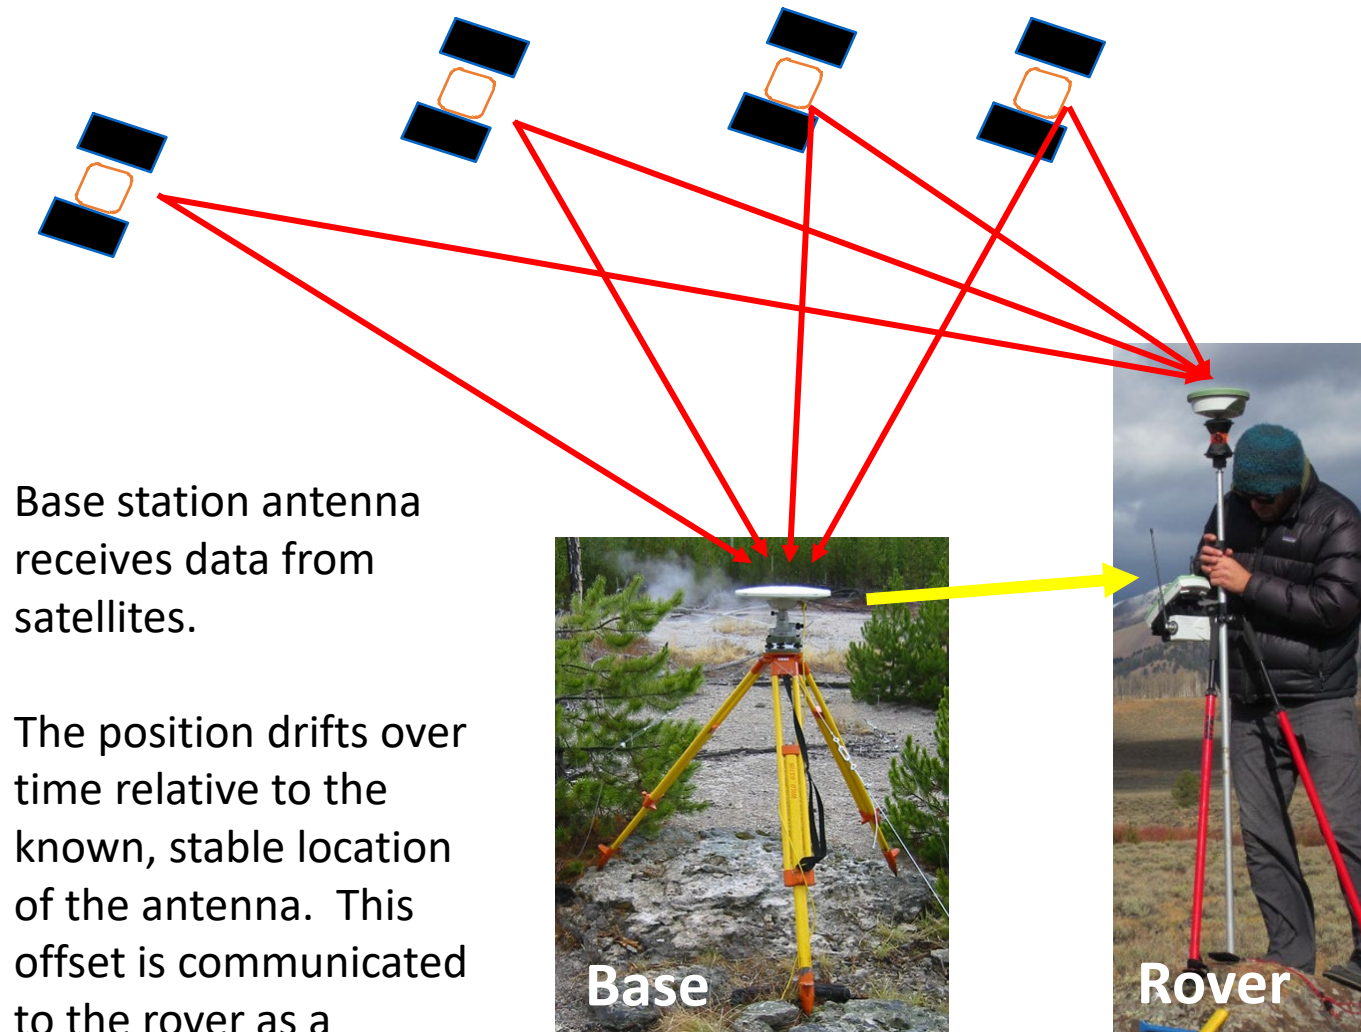 Base station antenna
receives data from
satellites.
The position drifts over
time relative to the
known, stable location
of the antenna.  This
offset is communicated
to the rover as a
Base
Rover